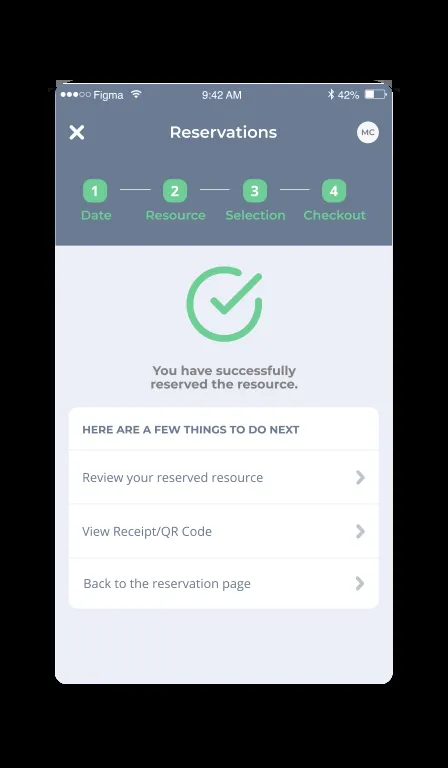 Figma 9:42 AM 42%
Reservations MC
1 2 3 4
Date Resource Selection Checkout
You have successfully
reserved the resource.
HERE ARE A FEW THINGS TO DO NEXT
Review your reserved resource
View Receipt/QR Code
Back to the reservation page